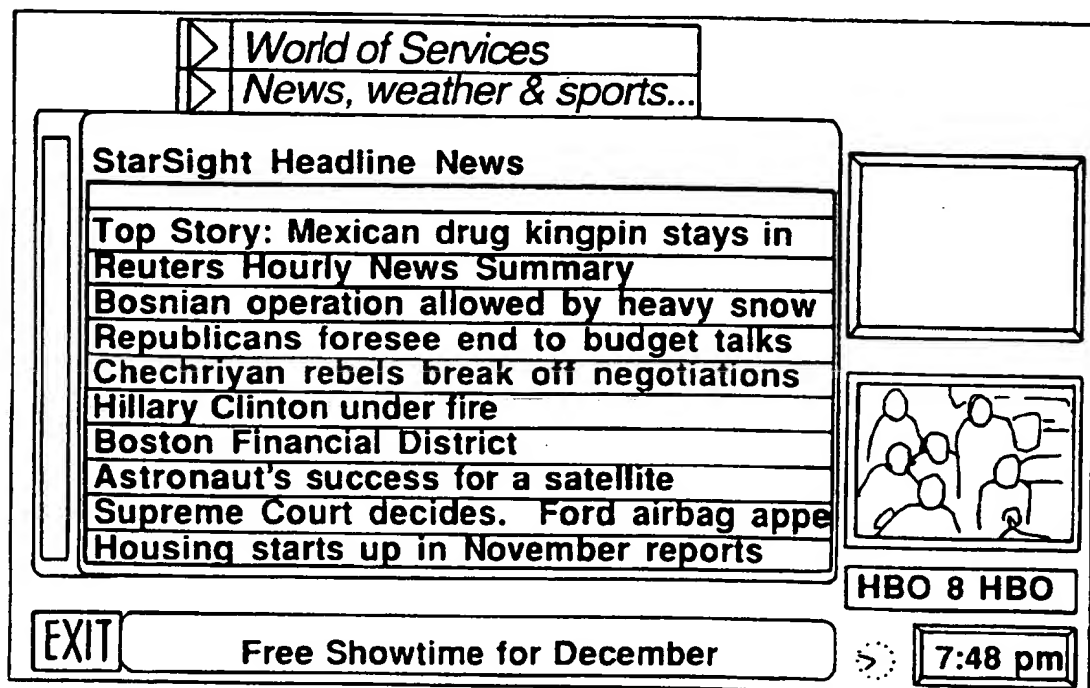 World of Services
News, weather & sports...
StarSight Headline News
Top Story: Mexican drug kingpin stays in
Reuters Hourly News Summary
Bosnian operation allowed by heavy snow
Republicans foresee end to budget talks
Chechriyan rebels break off negotiations
Hillary Clinton under fire
Boston Financial District
Astronaut's success for a satellite
Supreme Court decides. Ford airbag appe
Housing starts up in November reports
HBO 8 HBO
EXIT
Free Showtime for December
7:48 pm